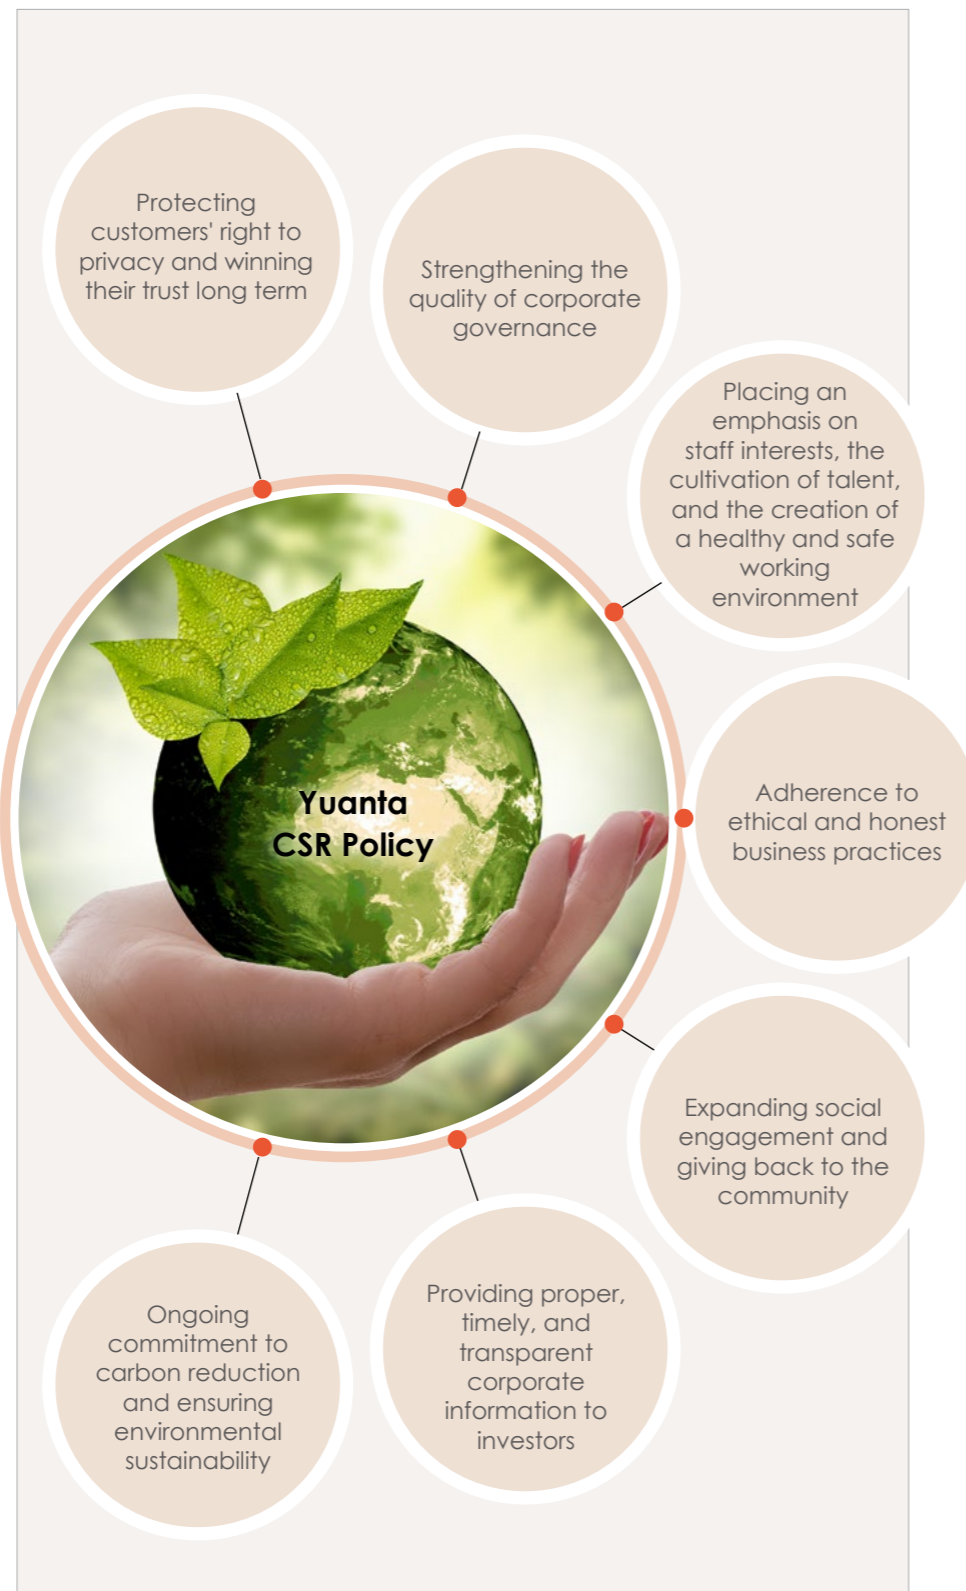 Protecting
customers' right to
privacy and winning
their trust long term
Strengthening the
quality of corporate
governance
Placing an
emphasis on
staff interests, the
cultivation of talent,
and the creation of
a healthy and safe
working
environment
Yuanta
CSR Policy
Adherence to
ethical and honest
business practices
Expanding social
engagement and
giving back to the
community
Providing proper,
timely, and
transparent
corporate
information to
investors
Ongoing
commitment to
carbon reduction
and ensuring
environmental
sustainability